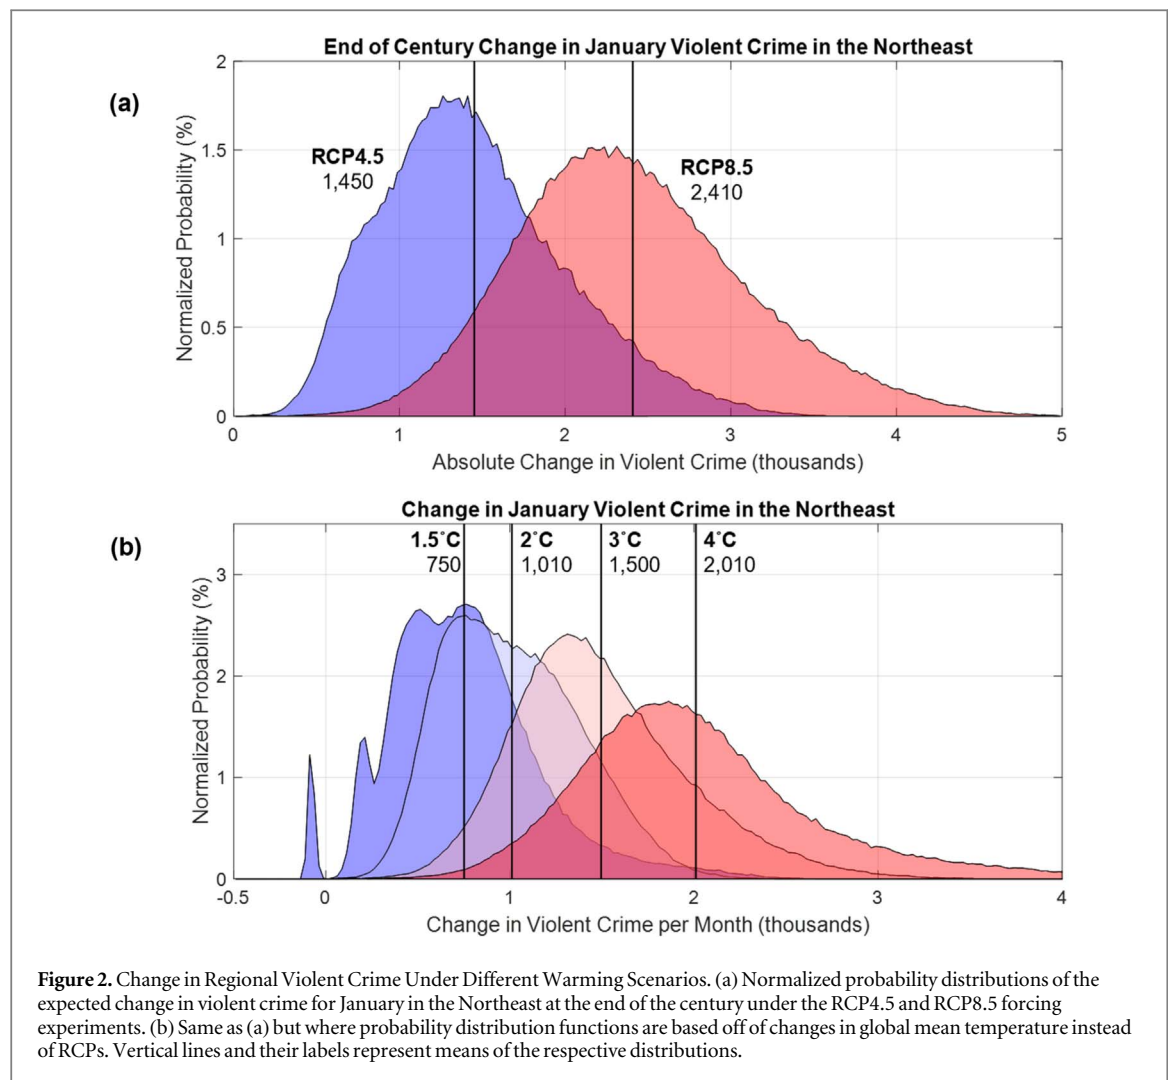 End of Century Change in January Violent Crime in the Northeast
(a)
Normalized Probability (%)
2
1.5
1
0.5
0
RCP4.5
1,450
RCP8.5
2,410
0 1 2 3 4 5
Absolute Change in Violent Crime (thousands)
Change in January Violent Crime in the Northeast
(b)
Normalized Probability (%)
3
2
1
0
1.5°C 2°C 3°C 4°C
750 1,010 1,500 2,010
-0.5 0 1 2 3 4
Change in Violent Crime per Month (thousands)
Figure 2. Change in Regional Violent Crime Under Different Warming Scenarios. (a) Normalized probability distributions of the
expected change in violent crime for January in the Northeast at the end of the century under the RCP4.5 and RCP8.5 forcing
experiments. (b) Same as (a) but where probability distribution functions are based off of changes in global mean temperature instead
of RCPs. Vertical lines and their labels represent means of the respective distributions.